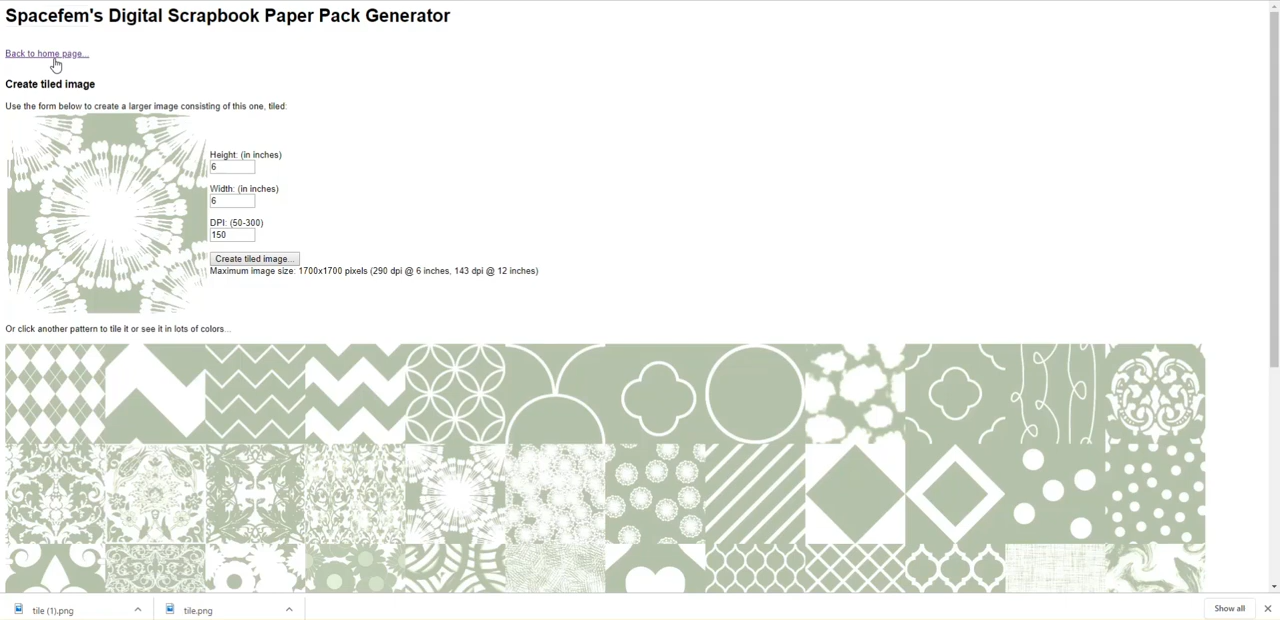 Spacefem's Digital Scrapbook Paper Pack Generator
Back to home page...
Create tiled image
Use the form below to create a larger image consisting of this one, tiled:
Height: (in inches)
6
Width: (in inches)
6
DPI: (50-300)
150
Create tiled image...
Maximum image size: 1700x1700 pixels (290 dpi @ 6 inches, 143 dpi @ 12 inches)
Or click another pattern to tile it or see it in lots of colors...
tile (1).png
tile.png
Show all